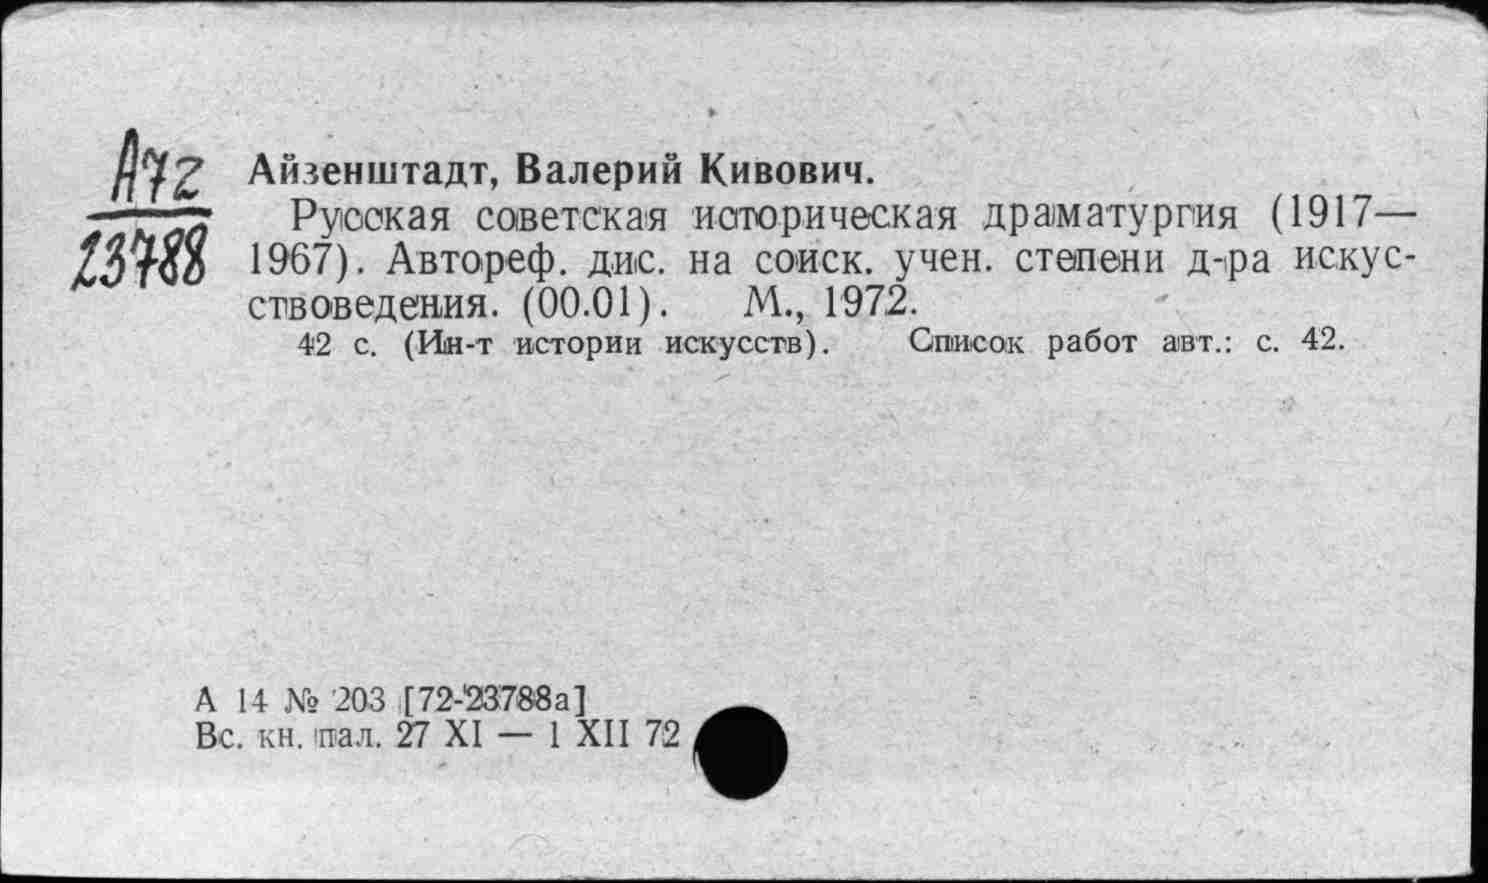 А72
23788
Айзенштадт, Валерий Кивович.
Русская советская историческая драматургия (1917—
1967). Автореф. дис. на соиск. учен. степени д-ра искус-
ствоведения. (00.01). М., 1972.
42 с. (Ин-т истории искусств). Список работ авт.: с. 42.
А 14 № 203 [72-23788а]
Вс. кн. пал. 27 XI — 1 XII 72